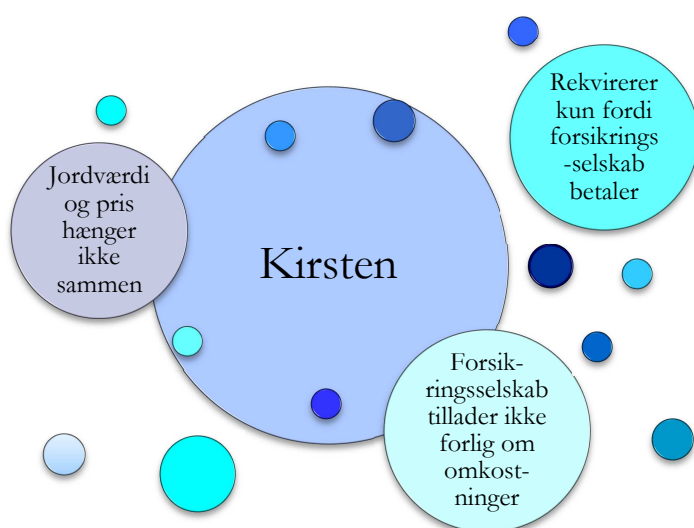 Rekvirerer
kun fordi
forsikrings
-selskab
betaler
Jordværdi
og pris
hænger
ikke
sammen
Kirsten
Forsik-
ringsselskab
tillader ikke
forlig om
omkost-
ninger